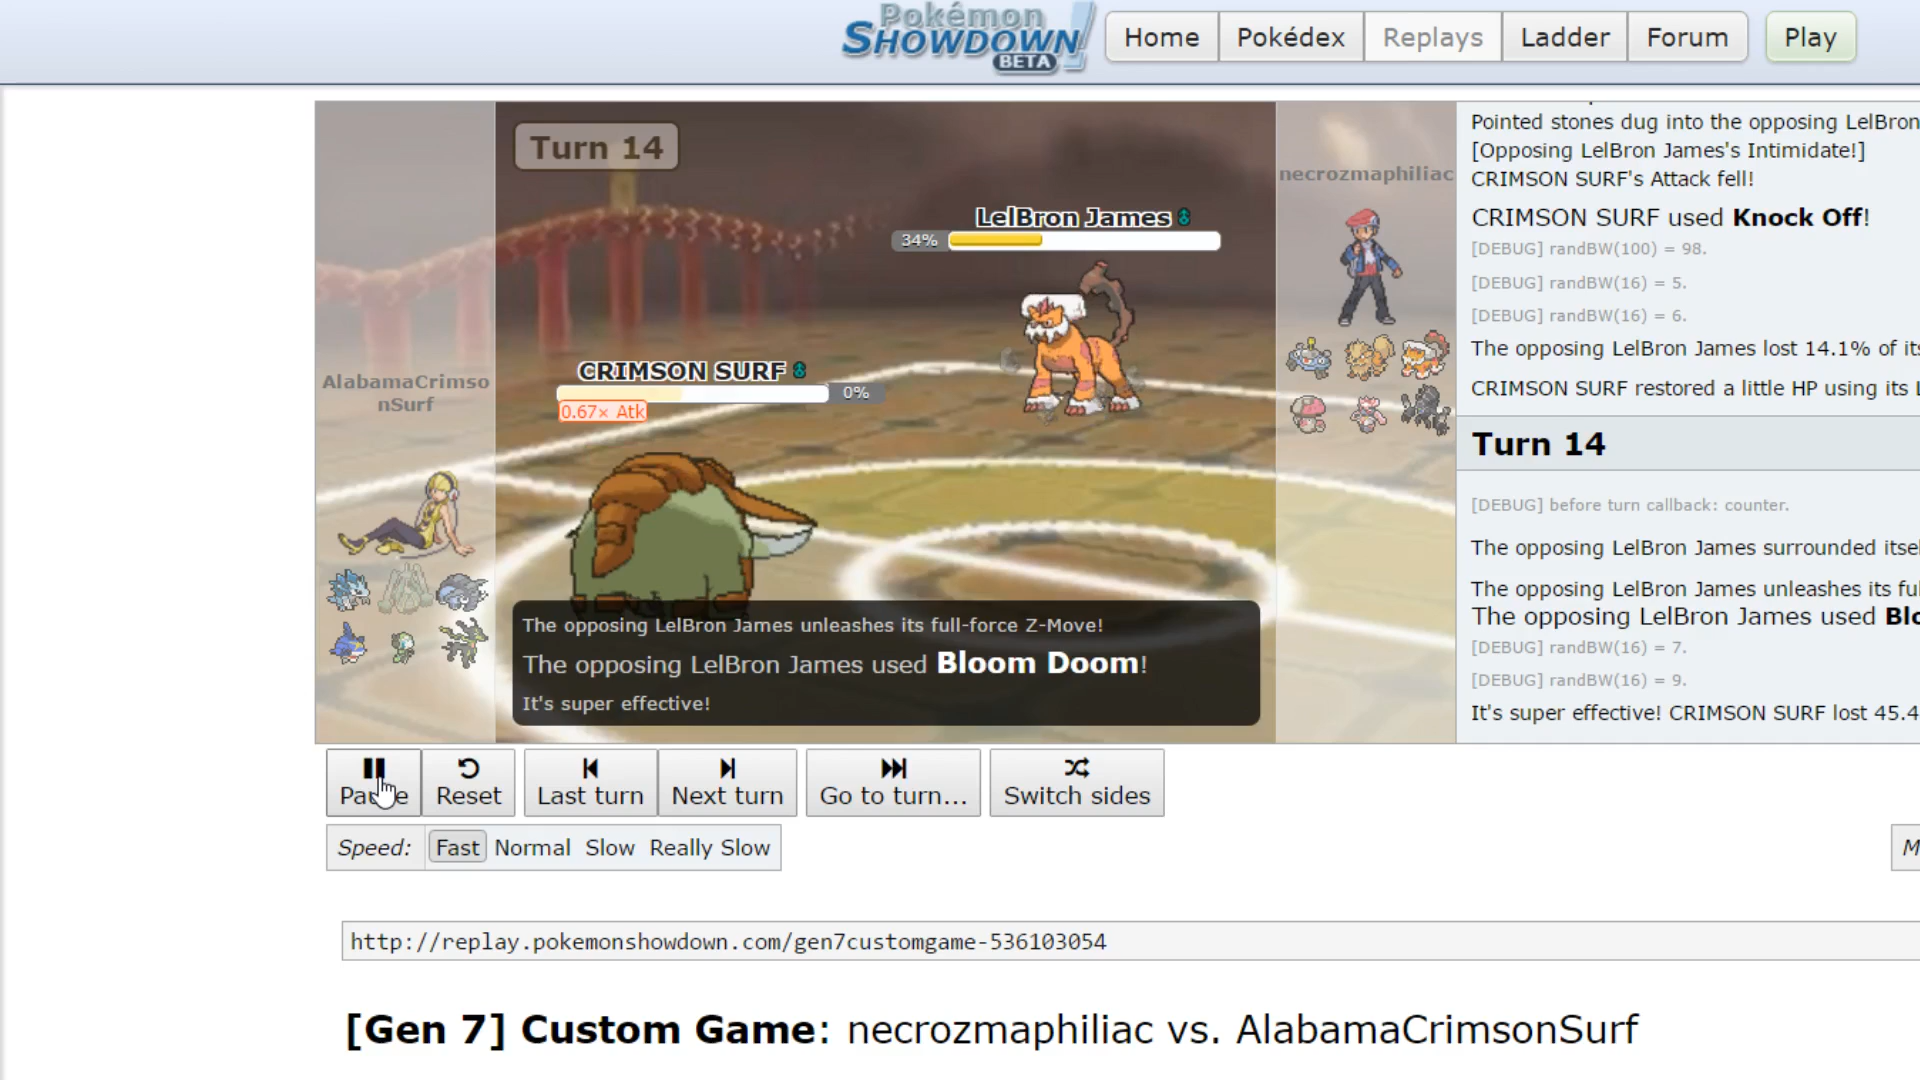 Pokémon
SHOWDOWN!
BETA
Home
Pokédex
Replays
Ladder
Forum
Play
Turn 14
necrozmaphiliac
LelBron James
34%
CRIMSON SURF
0%
0.67× Atk
AlabamaCrimso
nSurf
The opposing LelBron James unleashes its full-force Z-Move!
The opposing LelBron James used Bloom Doom!
It's super effective!
Pointed stones dug into the opposing LelBron
[Opposing LelBron James's Intimidate!]
CRIMSON SURF's Attack fell!
CRIMSON SURF used Knock Off!
[DEBUG] randBW(100) = 98.
[DEBUG] randBW(16) = 5.
[DEBUG] randBW(16) = 6.
The opposing LelBron James lost 14.1% of its
CRIMSON SURF restored a little HP using its L
Turn 14
[DEBUG] before turn callback: counter.
The opposing LelBron James surrounded itsel
The opposing LelBron James unleashes its ful
The opposing LelBron James used Blo
[DEBUG] randBW(16) = 7.
[DEBUG] randBW(16) = 9.
It's super effective! CRIMSON SURF lost 45.4
Pause
Reset
Last turn
Next turn
Go to turn...
Switch sides
Speed:
Fast
Normal
Slow
Really Slow
M
http://replay.pokemonshowdown.com/gen7customgame-536103054
[Gen 7] Custom Game: necrozmaphiliac vs. AlabamaCrimsonSurf